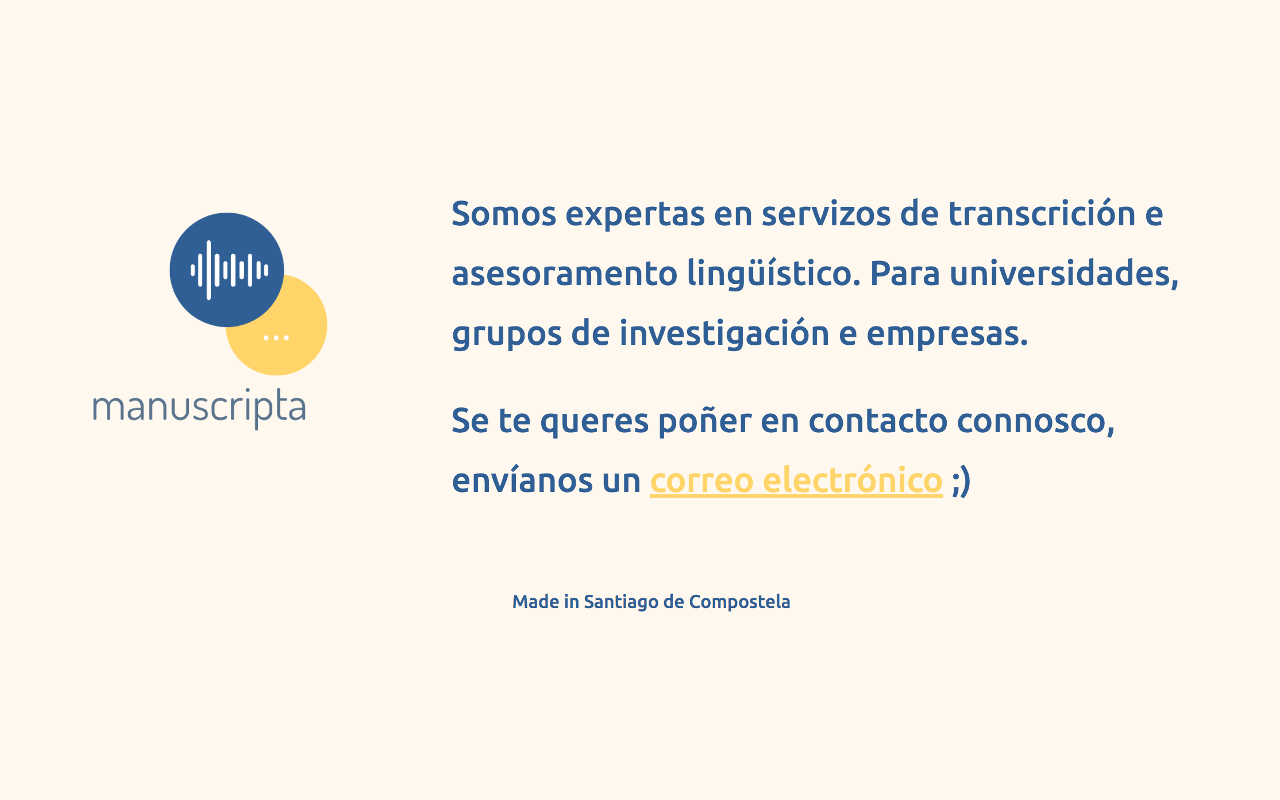 manuscripta
Somos expertas en servizos de transcrición e
asesoramento lingüístico. Para universidades,
grupos de investigación e empresas.
Se te queres poñer en contacto connosco,
envíanos un correo electrónico ;)
Made in Santiago de Compostela